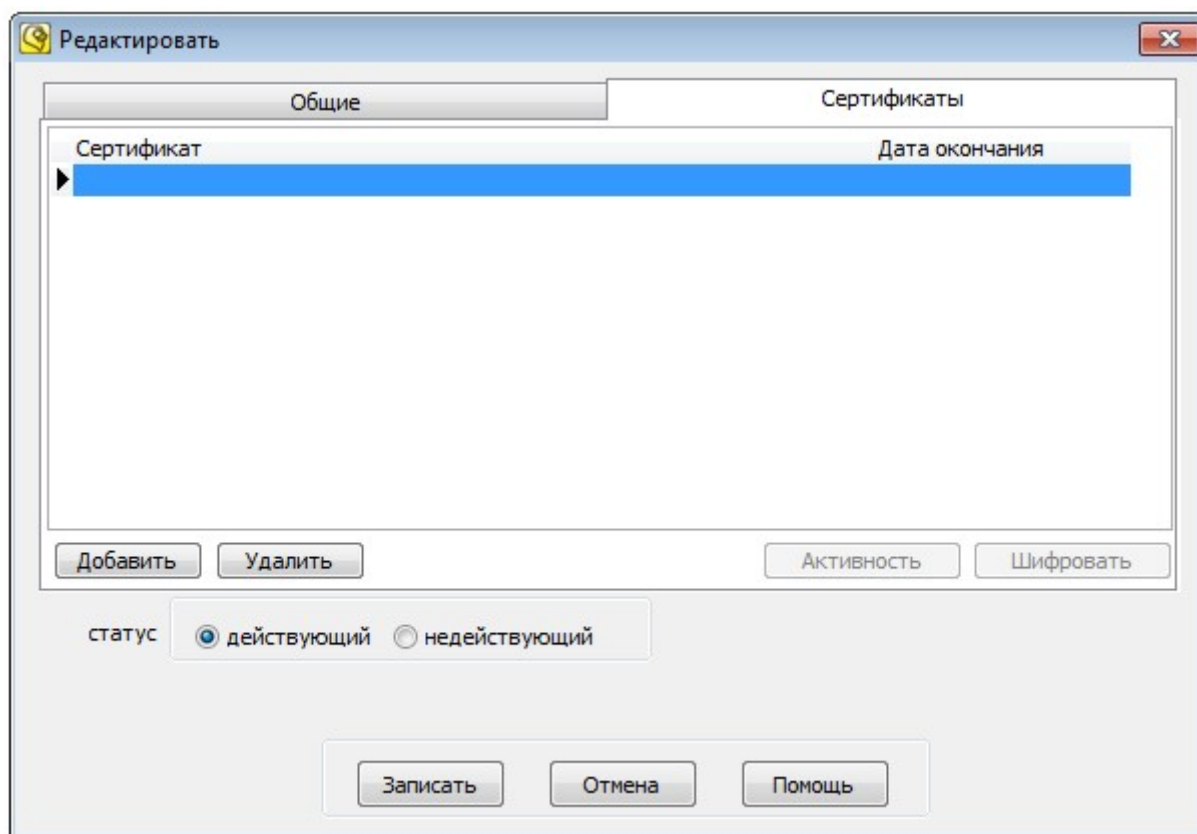 Редактировать
Общие
Сертификаты
Сертификат Дата окончания
Добавить Удалить Активность Шифровать
статус действующий недействующий
Записать Отмена Помощь